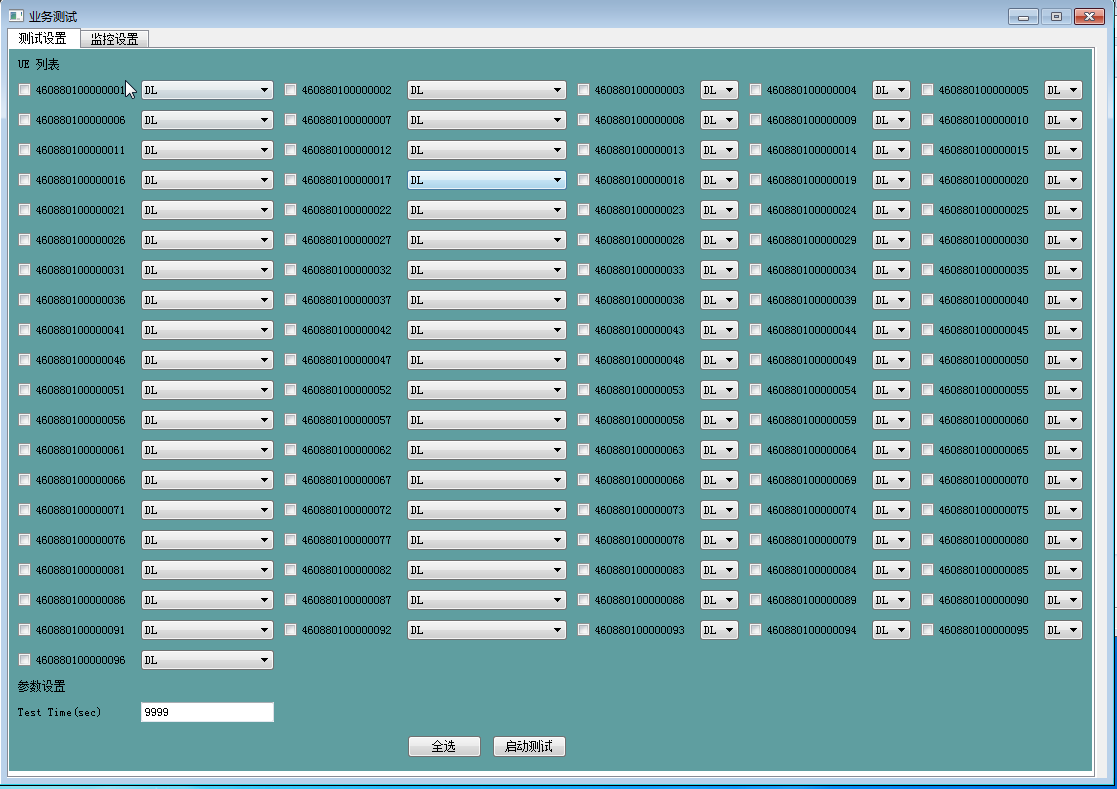 业务测试
测试设置 监控设置
UE 列表
460880100000001 DL 460880100000002 DL 460880100000003 DL 460880100000004 DL 460880100000005 DL
460880100000006 DL 460880100000007 DL 460880100000008 DL 460880100000009 DL 460880100000010 DL
460880100000011 DL 460880100000012 DL 460880100000013 DL 460880100000014 DL 460880100000015 DL
460880100000016 DL 460880100000017 DL 460880100000018 DL 460880100000019 DL 460880100000020 DL
460880100000021 DL 460880100000022 DL 460880100000023 DL 460880100000024 DL 460880100000025 DL
460880100000026 DL 460880100000027 DL 460880100000028 DL 460880100000029 DL 460880100000030 DL
460880100000031 DL 460880100000032 DL 460880100000033 DL 460880100000034 DL 460880100000035 DL
460880100000036 DL 460880100000037 DL 460880100000038 DL 460880100000039 DL 460880100000040 DL
460880100000041 DL 460880100000042 DL 460880100000043 DL 460880100000044 DL 460880100000045 DL
460880100000046 DL 460880100000047 DL 460880100000048 DL 460880100000049 DL 460880100000050 DL
460880100000051 DL 460880100000052 DL 460880100000053 DL 460880100000054 DL 460880100000055 DL
460880100000056 DL 460880100000057 DL 460880100000058 DL 460880100000059 DL 460880100000060 DL
460880100000061 DL 460880100000062 DL 460880100000063 DL 460880100000064 DL 460880100000065 DL
460880100000066 DL 460880100000067 DL 460880100000068 DL 460880100000069 DL 460880100000070 DL
460880100000071 DL 460880100000072 DL 460880100000073 DL 460880100000074 DL 460880100000075 DL
460880100000076 DL 460880100000077 DL 460880100000078 DL 460880100000079 DL 460880100000080 DL
460880100000081 DL 460880100000082 DL 460880100000083 DL 460880100000084 DL 460880100000085 DL
460880100000086 DL 460880100000087 DL 460880100000088 DL 460880100000089 DL 460880100000090 DL
460880100000091 DL 460880100000092 DL 460880100000093 DL 460880100000094 DL 460880100000095 DL
460880100000096 DL
参数设置
Test Time(sec) 9999
全选 启动测试